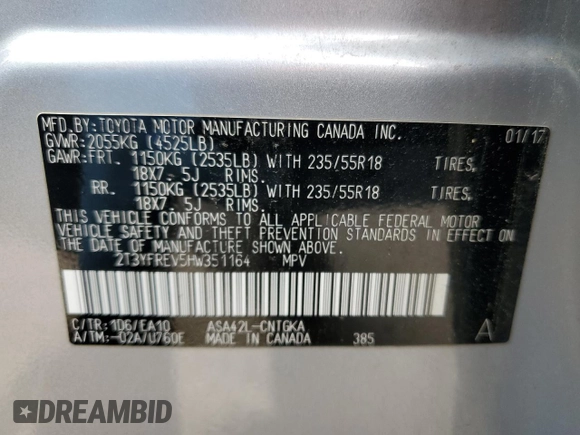 MFD.BY:TOYOTA MOTOR MANUFACTURING CANADA INC. 01/17
GVWR:2055KG (4525LB)
GAWR:FRT. 1150KG (2535LB) WITH 235/55R18 TIRES.
18X7. 5J RIMS.
RR. 1150KG (2535LB) WITH 235/55R18 TIRES.
18X7. 5J RIMS.
THIS VEHICLE CONFORMS TO ALL APPLICABLE FEDERAL MOTOR
VEHICLE SAFETY AND THEFT PREVENTION STANDARDS IN EFFECT ON
THE DATE OF MANUFACTURE SHOWN ABOVE.
2T3YFREV5HW351164 MPV
C/TR:1D6/EA10 ASA42L-CNTGKA A
A/TM:-02A/U760E MADE IN CANADA 385
DREAMBID